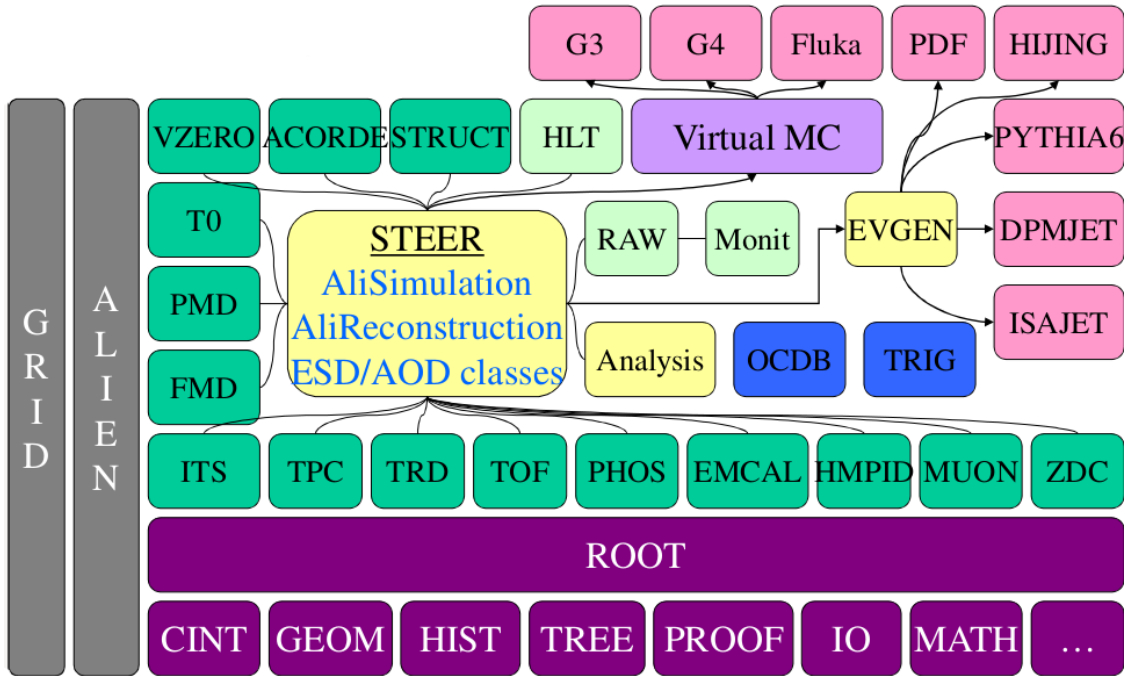 G3
G4
Fluka
PDF
HIJING
GRID
ALIEN
VZERO
ACORDE
STRUCT
HLT
Virtual MC
PYTHIA6
T0
STEER
AliSimulation
AliReconstruction
ESD/AOD classes
RAW
Monit
EVGEN
DPMJET
PMD
ISAJET
FMD
Analysis
OCDB
TRIG
ITS
TPC
TRD
TOF
PHOS
EMCAL
HMPID
MUON
ZDC
ROOT
CINT
GEOM
HIST
TREE
PROOF
IO
MATH
…